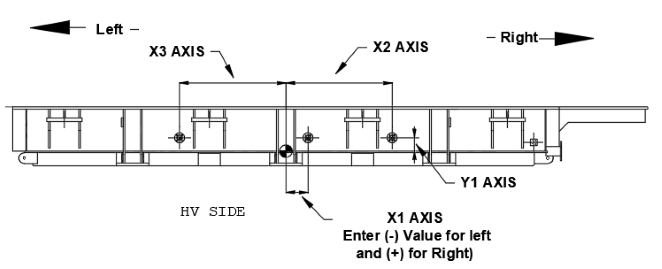 Left –
– Right
X3 AXIS
X2 AXIS
Y1 AXIS
HV SIDE
X1 AXIS
Enter (-) Value for left
and (+) for Right)